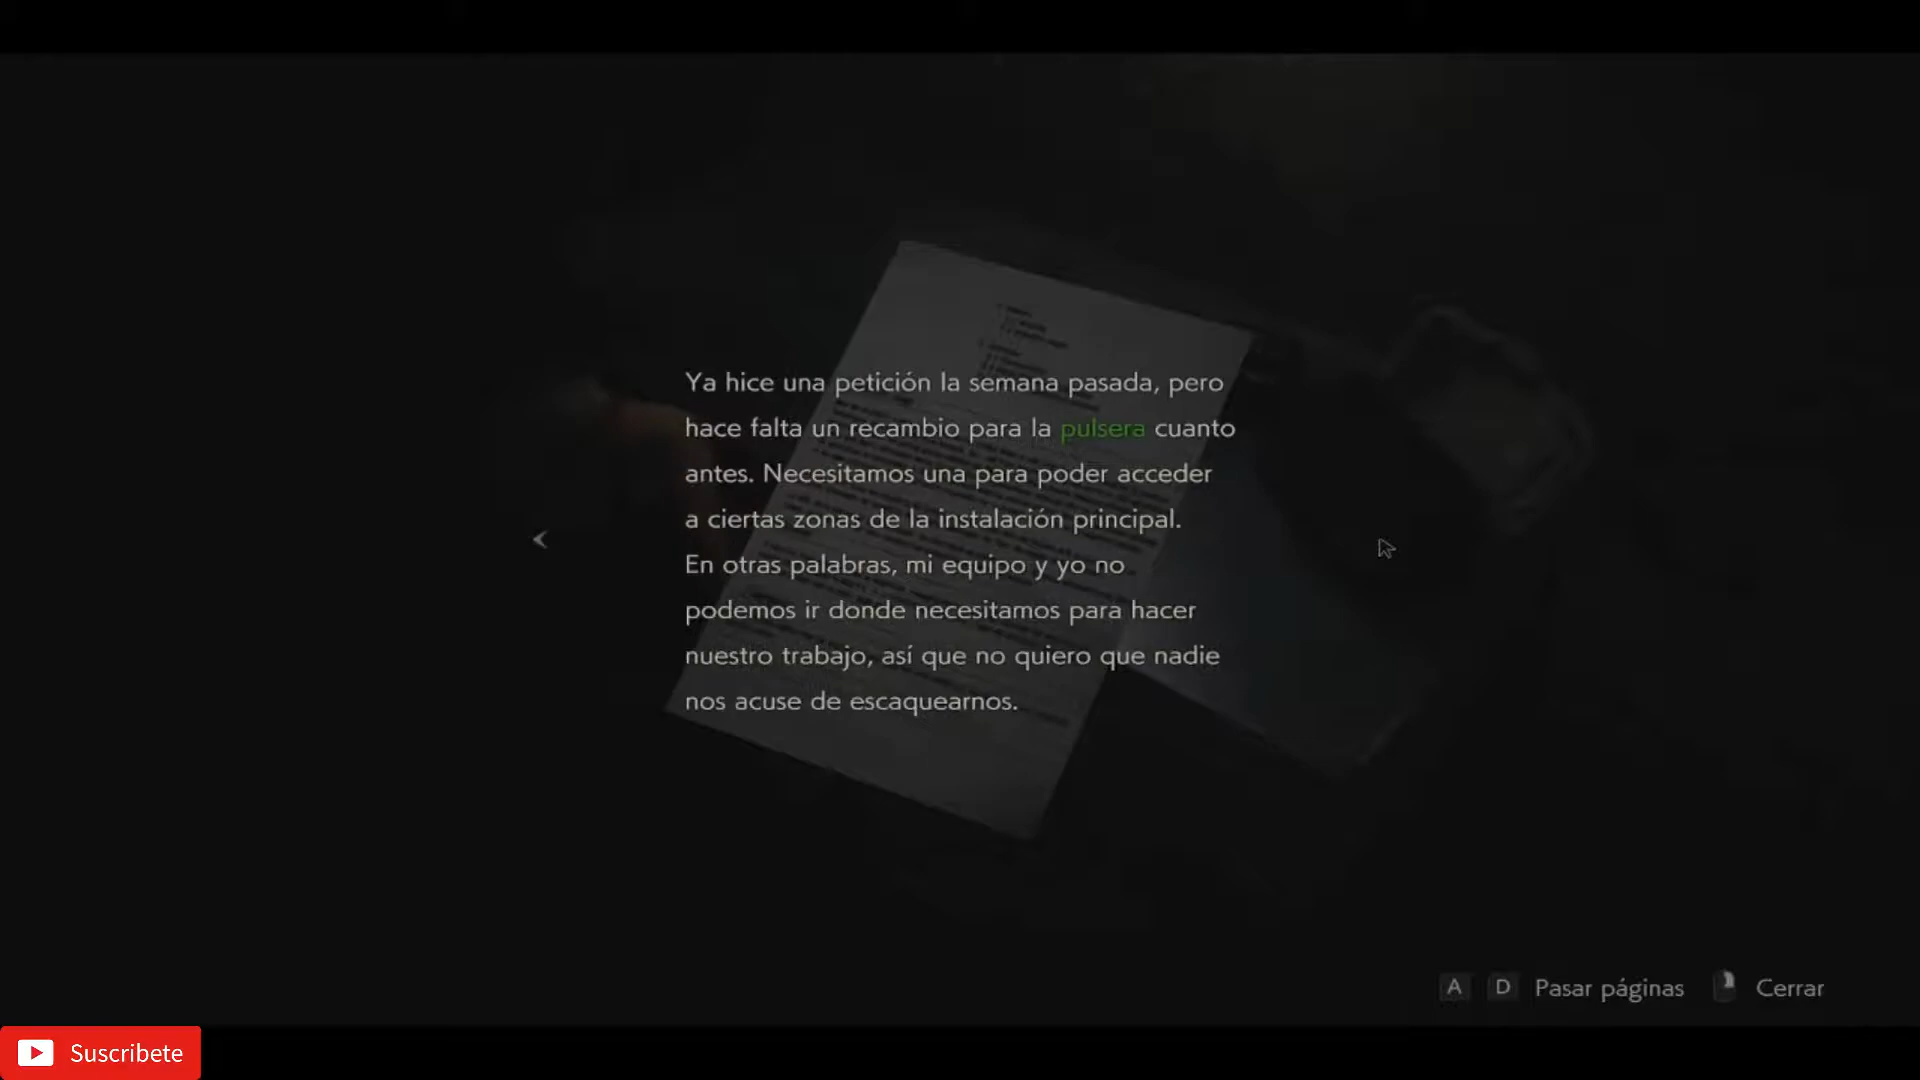 Ya hice una petición la semana pasada, pero
hace falta un recambio para la pulsera cuanto
antes. Necesitamos una para poder acceder
a ciertas zonas de la instalación principal.
En otras palabras, mi equipo y yo no
podemos ir donde necesitamos para hacer
nuestro trabajo, así que no quiero que nadie
nos acuse de escaquearnos.
A D Pasar páginas Cerrar
Suscribete